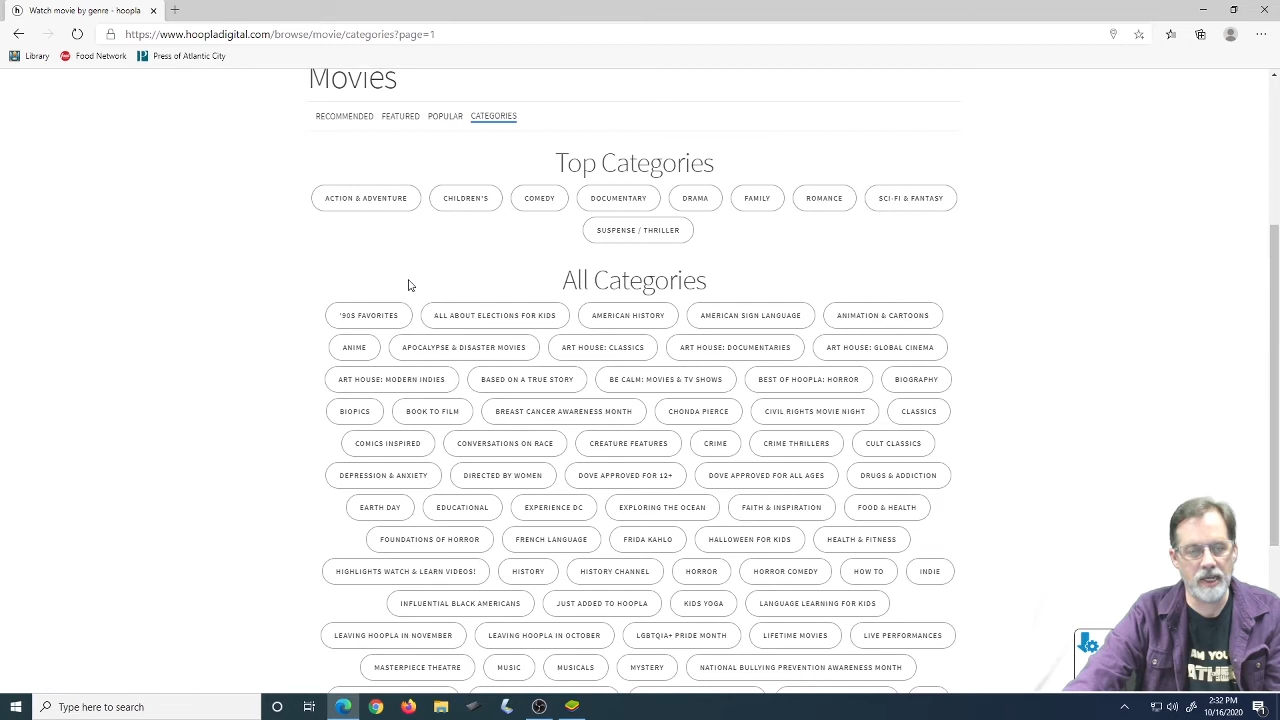 Watch movies by genre - Hoopla
https://www.hoopladigital.com/browse/movie/categories?page=1
Library Food Network Press of Atlantic City
Movies
RECOMMENDED FEATURED POPULAR CATEGORIES
Top Categories
ACTION & ADVENTURE CHILDREN'S COMEDY DOCUMENTARY DRAMA FAMILY ROMANCE SCI-FI & FANTASY
SUSPENSE / THRILLER
All Categories
'90S FAVORITES ALL ABOUT ELECTIONS FOR KIDS AMERICAN HISTORY AMERICAN SIGN LANGUAGE ANIMATION & CARTOONS
ANIME APOCALYPSE & DISASTER MOVIES ART HOUSE: CLASSICS ART HOUSE: DOCUMENTARIES ART HOUSE: GLOBAL CINEMA
ART HOUSE: MODERN INDIES BASED ON A TRUE STORY BE CALM: MOVIES & TV SHOWS BEST OF HOOPLA: HORROR BIOGRAPHY
BIOPICS BOOK TO FILM BREAST CANCER AWARENESS MONTH CHONDA PIERCE CIVIL RIGHTS MOVIE NIGHT CLASSICS
COMICS INSPIRED CONVERSATIONS ON RACE CREATURE FEATURES CRIME CRIME THRILLERS CULT CLASSICS
DEPRESSION & ANXIETY DIRECTED BY WOMEN DOVE APPROVED FOR 12+ DOVE APPROVED FOR ALL AGES DRUGS & ADDICTION
EARTH DAY EDUCATIONAL EXPERIENCE DC EXPLORING THE OCEAN FAITH & INSPIRATION FOOD & HEALTH
FOUNDATIONS OF HORROR FRENCH LANGUAGE FRIDA KAHLO HALLOWEEN FOR KIDS HEALTH & FITNESS
HIGHLIGHTS WATCH & LEARN VIDEOS! HISTORY HISTORY CHANNEL HORROR HORROR COMEDY HOW TO INDIE
INFLUENTIAL BLACK AMERICANS JUST ADDED TO HOOPLA KIDS YOGA LANGUAGE LEARNING FOR KIDS
LEAVING HOOPLA IN NOVEMBER LEAVING HOOPLA IN OCTOBER LGBTQIA+ PRIDE MONTH LIFETIME MOVIES LIVE PERFORMANCES
MASTERPIECE THEATRE MUSIC MUSICALS MYSTERY NATIONAL BULLYING PREVENTION AWARENESS MONTH
AM YOU
ATHE
Type here to search
2:32 PM
10/16/2020